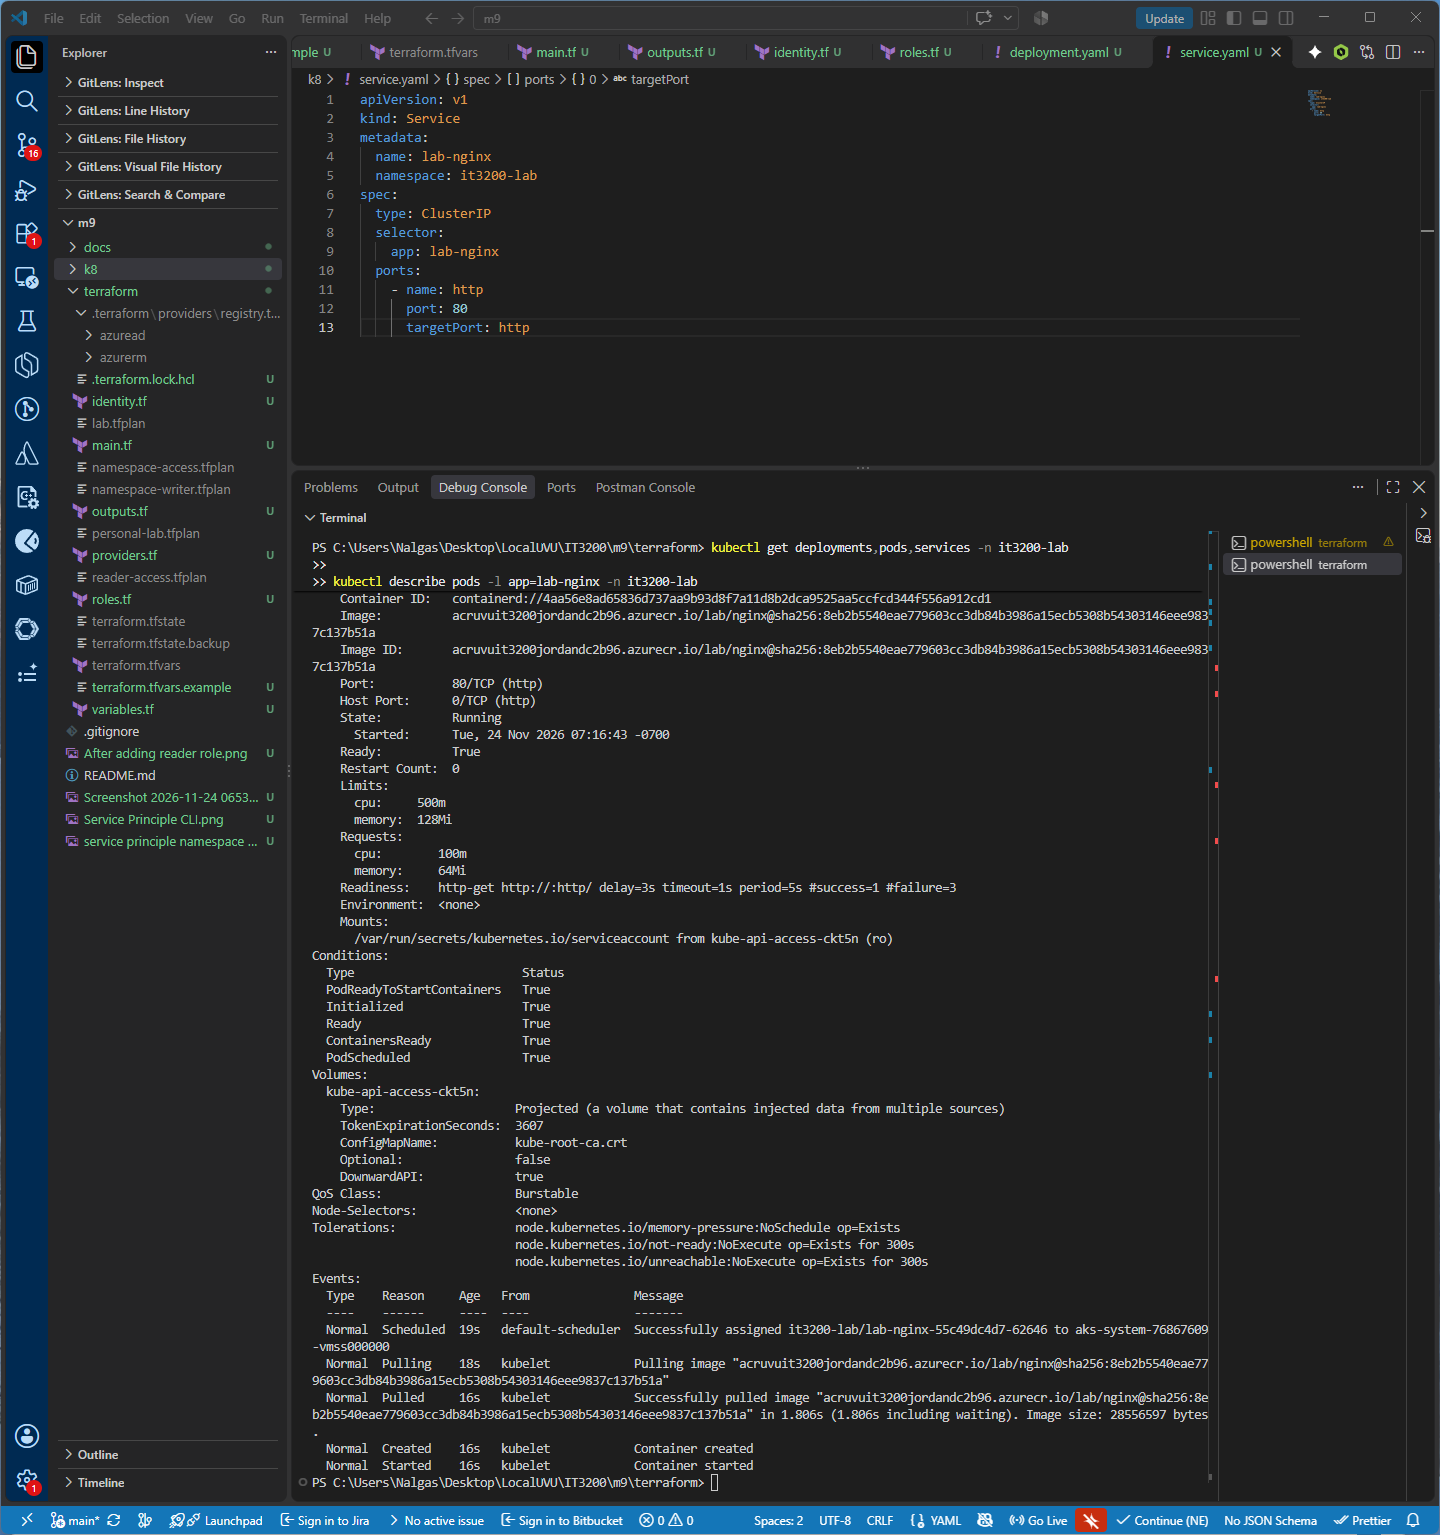 File Edit Selection View Go Run Terminal Help
m9
Update
Explorer
GitLens: Inspect
GitLens: Line History
GitLens: File History
GitLens: Visual File History
GitLens: Search & Compare
m9
docs
k8
terraform
.terraform\providers\registry.t...
azuread
azurerm
.terraform.lock.hcl U
identity.tf U
lab.tfplan
main.tf U
namespace-access.tfplan
namespace-writer.tfplan
outputs.tf U
personal-lab.tfplan
providers.tf U
reader-access.tfplan
roles.tf U
terraform.tfstate
terraform.tfstate.backup
terraform.tfvars
terraform.tfvars.example U
variables.tf U
.gitignore
After adding reader role.png U
README.md
Screenshot 2026-11-24 0653... U
Service Principle CLI.png U
service principle namespace ... U
Outline
Timeline
16
1
1
mple U terraform.tfvars main.tf U outputs.tf U identity.tf U roles.tf U ! deployment.yaml U ! service.yaml U
k8 > ! service.yaml > { } spec > [ ] ports > { } 0 > abc targetPort
1 apiVersion: v1
2 kind: Service
3 metadata:
4 name: lab-nginx
5 namespace: it3200-lab
6 spec:
7 type: ClusterIP
8 selector:
9 app: lab-nginx
10 ports:
11 - name: http
12 port: 80
13 targetPort: http
Problems Output Debug Console Ports Postman Console
Terminal
powershell terraform
powershell terraform
PS C:\Users\Nalgas\Desktop\LocalUVU\IT3200\m9\terraform> kubectl get deployments,pods,services -n it3200-lab
>>
>> kubectl describe pods -l app=lab-nginx -n it3200-lab
Container ID: containerd://4aa56e8ad65836d737aa9b93d8f7a11d8b2dca9525aa5ccfcd344f556a912cd1
Image: acruvuit3200jordandc2b96.azurecr.io/lab/nginx@sha256:8eb2b5540eae779603cc3db84b3986a15ecb5308b54303146eee983
7c137b51a
Image ID: acruvuit3200jordandc2b96.azurecr.io/lab/nginx@sha256:8eb2b5540eae779603cc3db84b3986a15ecb5308b54303146eee983
7c137b51a
Port: 80/TCP (http)
Host Port: 0/TCP (http)
State: Running
Started: Tue, 24 Nov 2026 07:16:43 -0700
Ready: True
Restart Count: 0
Limits:
cpu: 500m
memory: 128Mi
Requests:
cpu: 100m
memory: 64Mi
Readiness: http-get http://:http/ delay=3s timeout=1s period=5s #success=1 #failure=3
Environment: <none>
Mounts:
/var/run/secrets/kubernetes.io/serviceaccount from kube-api-access-ckt5n (ro)
Conditions:
Type Status
PodReadyToStartContainers True
Initialized True
Ready True
ContainersReady True
PodScheduled True
Volumes:
kube-api-access-ckt5n:
Type: Projected (a volume that contains injected data from multiple sources)
TokenExpirationSeconds: 3607
ConfigMapName: kube-root-ca.crt
Optional: false
DownwardAPI: true
QoS Class: Burstable
Node-Selectors: <none>
Tolerations: node.kubernetes.io/memory-pressure:NoSchedule op=Exists
node.kubernetes.io/not-ready:NoExecute op=Exists for 300s
node.kubernetes.io/unreachable:NoExecute op=Exists for 300s
Events:
Type Reason Age From Message
---- ------ ---- ---- -------
Normal Scheduled 19s default-scheduler Successfully assigned it3200-lab/lab-nginx-55c49dc4d7-62646 to aks-system-76867609
-vmss000000
Normal Pulling 18s kubelet Pulling image "acruvuit3200jordandc2b96.azurecr.io/lab/nginx@sha256:8eb2b5540eae77
9603cc3db84b3986a15ecb5308b54303146eee9837c137b51a"
Normal Pulled 16s kubelet Successfully pulled image "acruvuit3200jordandc2b96.azurecr.io/lab/nginx@sha256:8e
b2b5540eae779603cc3db84b3986a15ecb5308b54303146eee9837c137b51a" in 1.806s (1.806s including waiting). Image size: 28556597 bytes
.
Normal Created 16s kubelet Container created
Normal Started 16s kubelet Container started
PS C:\Users\Nalgas\Desktop\LocalUVU\IT3200\m9\terraform>
main* Launchpad Sign in to Jira No active issue Sign in to Bitbucket 0 0 Spaces: 2 UTF-8 CRLF { } YAML Go Live Continue (NE) No JSON Schema Prettier